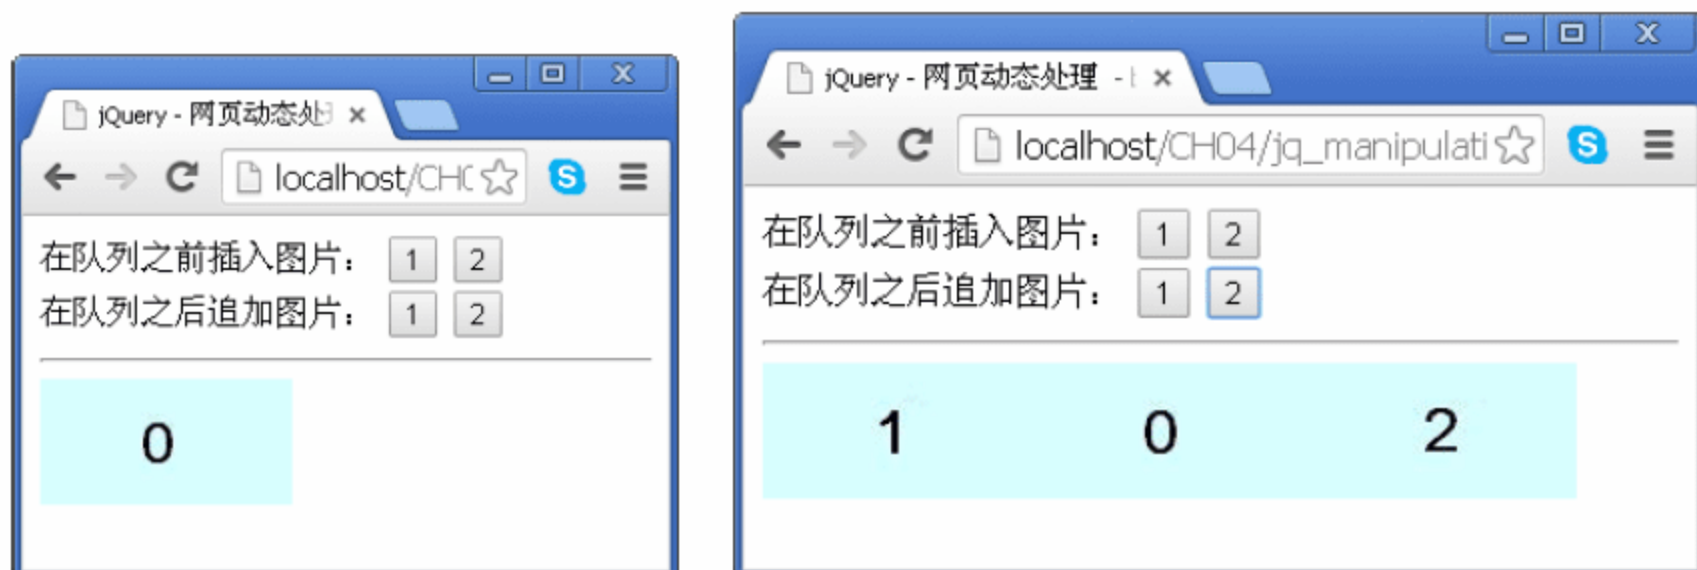 jQuery - 网页动态处
localhost/CH0
在队列之前插入图片： 1 2
在队列之后追加图片： 1 2
0
jQuery - 网页动态处理 -
localhost/CH04/jq_manipulati
在队列之前插入图片： 1 2
在队列之后追加图片： 1 2
1 0 2